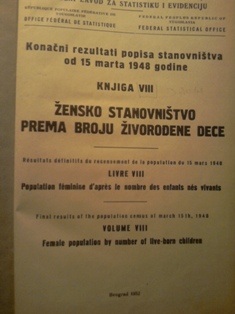 ZAVOD ZA STATISTIKU I EVIDENCIJU
OFFICE FEDERAL DE STATISTIQUE
FEDERAL STATISTICAL OFFICE
Konačni rezultati popisa stanovništva
od 15 marta 1948 godine
KNJIGA VIII
ŽENSKO STANOVNIŠTVO
PREMA BROJU ŽIVOROĐENE DECE
Résultats définitifs du recensement de la population du 15 mars 1948
LIVRE VIII
Population féminine d'après le nombre des enfants nés vivants
Final results of the population census of march 15th, 1948
VOLUME VIII
Female population by number of live-born children
Beograd 1952